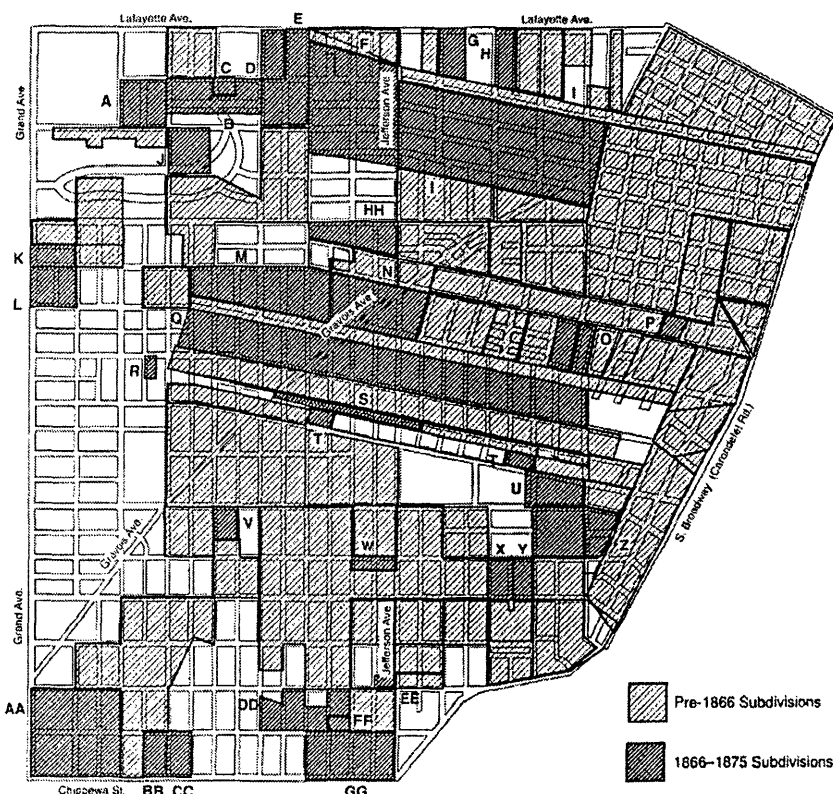 Lafayette Ave. E Lafayette Ave.
F G H
C D
Grand Ave
A
Jefferson Ave
I
B
J
HH I
K M N
L Q Gravois Ave. P
O
R
S
T
T
U
S. Broadway (Carondelet Rd.)
V W X Y Z
Gravois Ave.
Grand Ave.
Jefferson Ave
AA DD EE
FF
Pre-1866 Subdivisions
1866–1875 Subdivisions
Chippewa St. BB CC GG